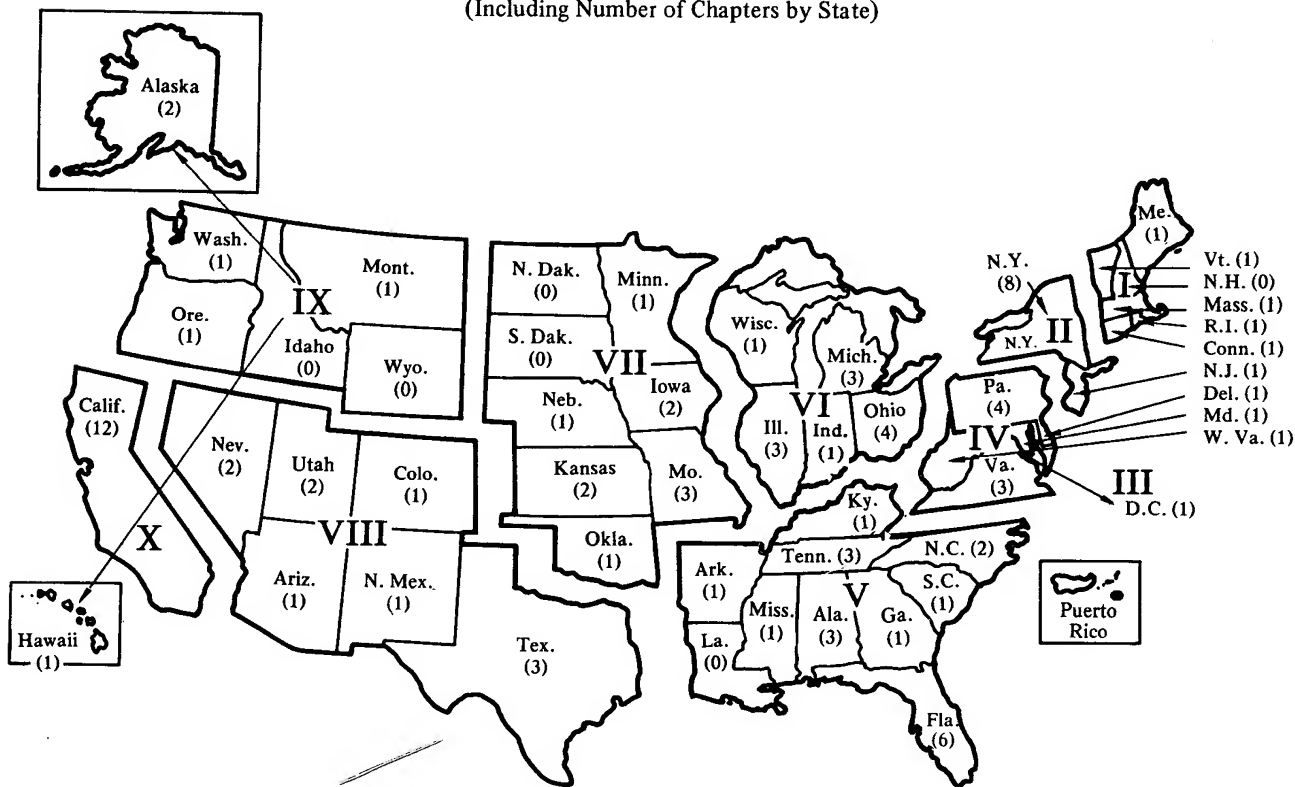 (Including Number of Chapters by State)
Alaska
(2)
Wash.
(1)
Mont.
(1)
IX
Ore.
(1)
Idaho
(0)
Wyo.
(0)
N. Dak.
(0)
Minn.
(1)
S. Dak.
(0)
VII
Neb.
(1)
Iowa
(2)
Kansas
(2)
Mo.
(3)
Okla.
(1)
Wisc.
(1)
Mich.
(3)
VI
Ill.
(3)
Ind.
(1)
Ohio
(4)
Me.
(1)
N.Y.
(8)
I
II
N.Y.
Vt. (1)
N.H. (0)
Mass. (1)
R.I. (1)
Conn. (1)
N.J. (1)
Del. (1)
Md. (1)
W. Va. (1)
Pa.
(4)
IV
Va.
(3)
III
D.C. (1)
Calif.
(12)
Nev.
(2)
Utah
(2)
Colo.
(1)
X
VIII
Ariz.
(1)
N. Mex.
(1)
Hawaii
(1)
Tex.
(3)
Ky.
(1)
Tenn. (3)
N.C. (2)
Ark.
(1)
S.C.
(1)
V
Miss.
(1)
Ala.
(3)
Ga.
(1)
La.
(0)
Fla.
(6)
Puerto
Rico